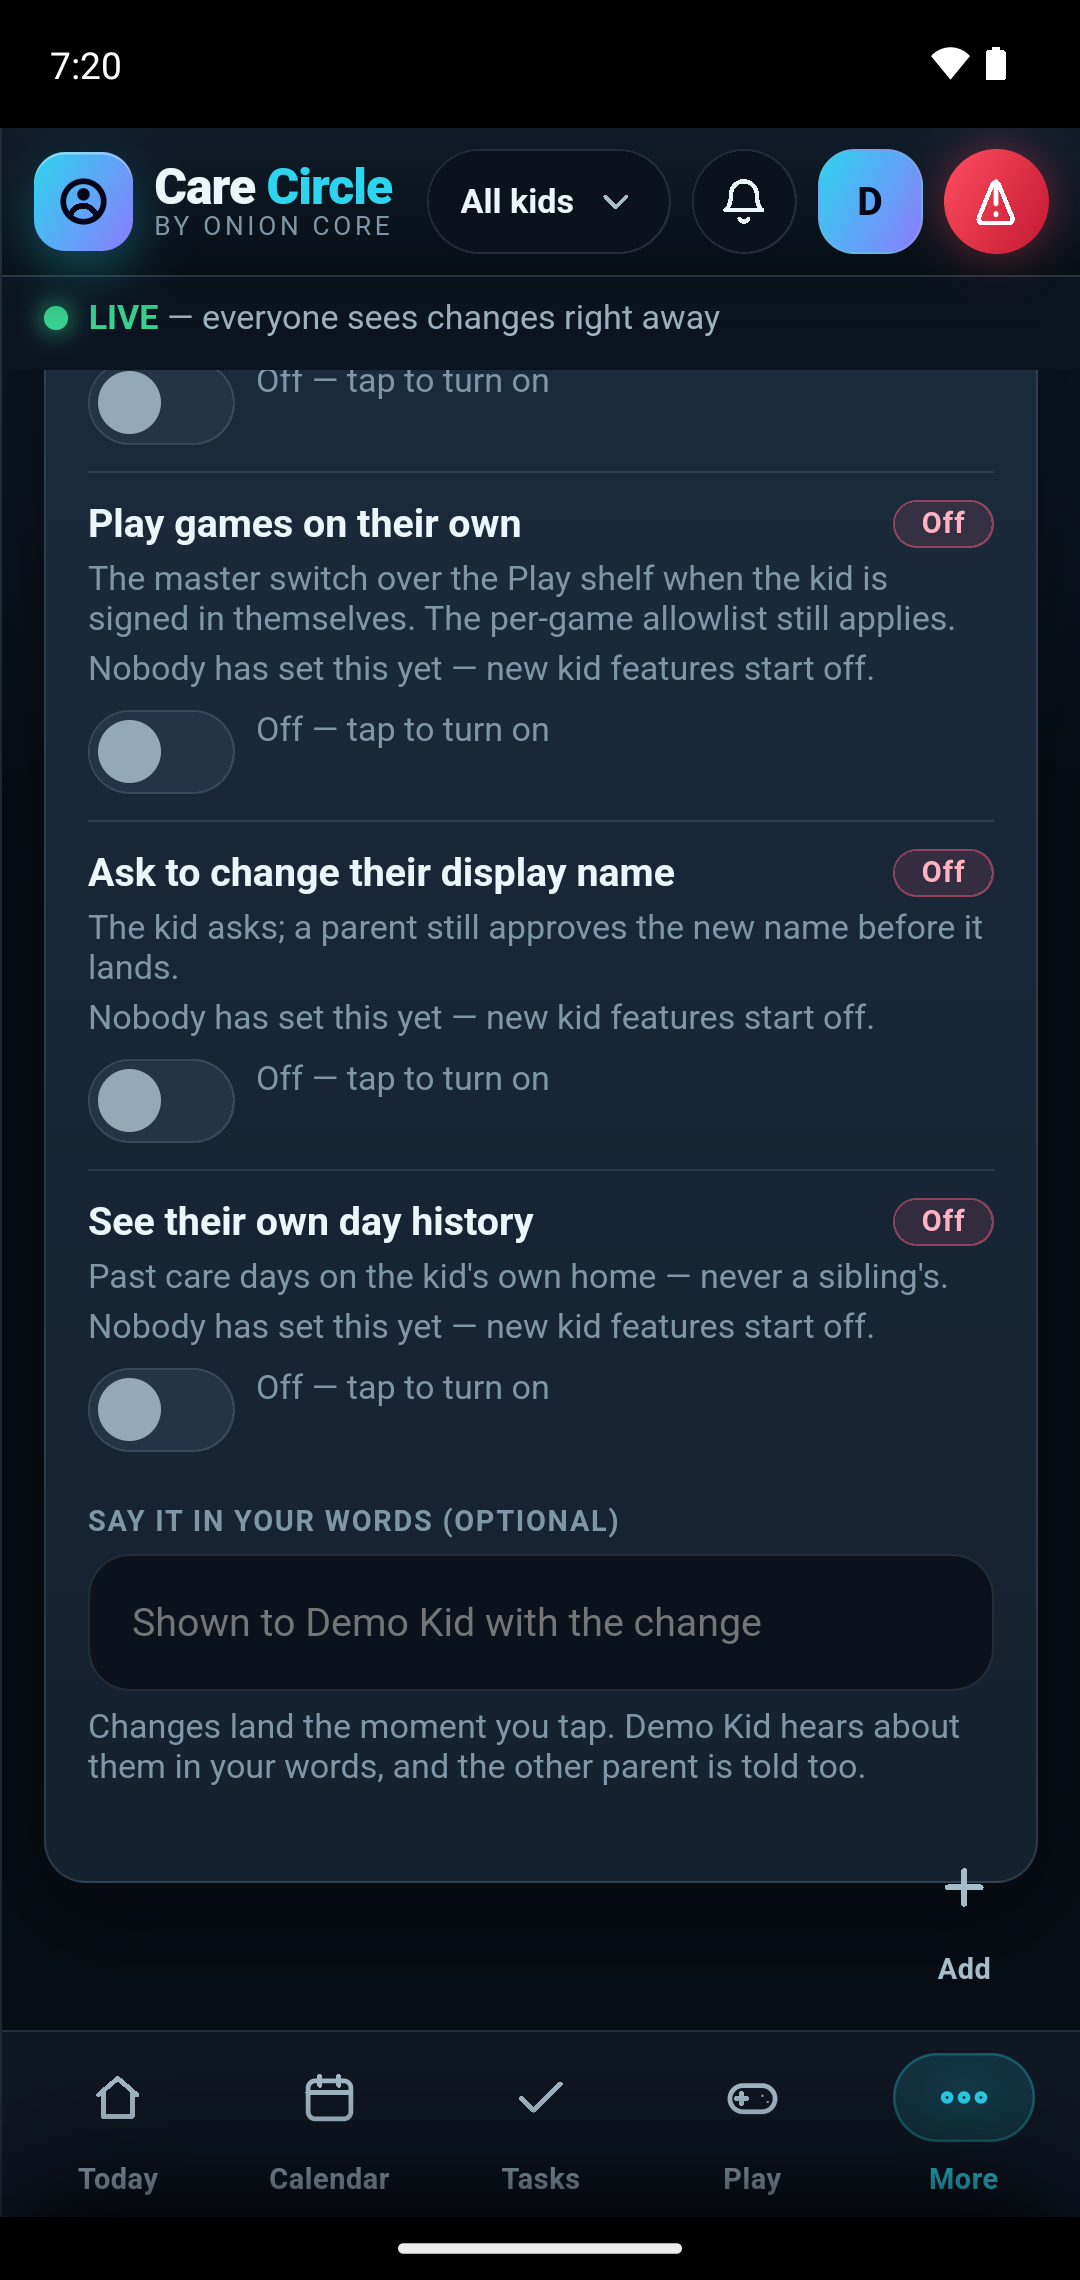 7:20
Care Circle
BY ONION CORE
All kids
D
LIVE — everyone sees changes right away
Off — tap to turn on
Play games on their own
Off
The master switch over the Play shelf when the kid is
signed in themselves. The per-game allowlist still applies.
Nobody has set this yet — new kid features start off.
Off — tap to turn on
Ask to change their display name
Off
The kid asks; a parent still approves the new name before it
lands.
Nobody has set this yet — new kid features start off.
Off — tap to turn on
See their own day history
Off
Past care days on the kid's own home — never a sibling's.
Nobody has set this yet — new kid features start off.
Off — tap to turn on
SAY IT IN YOUR WORDS (OPTIONAL)
Shown to Demo Kid with the change
Changes land the moment you tap. Demo Kid hears about
them in your words, and the other parent is told too.
Add
Today
Calendar
Tasks
Play
More